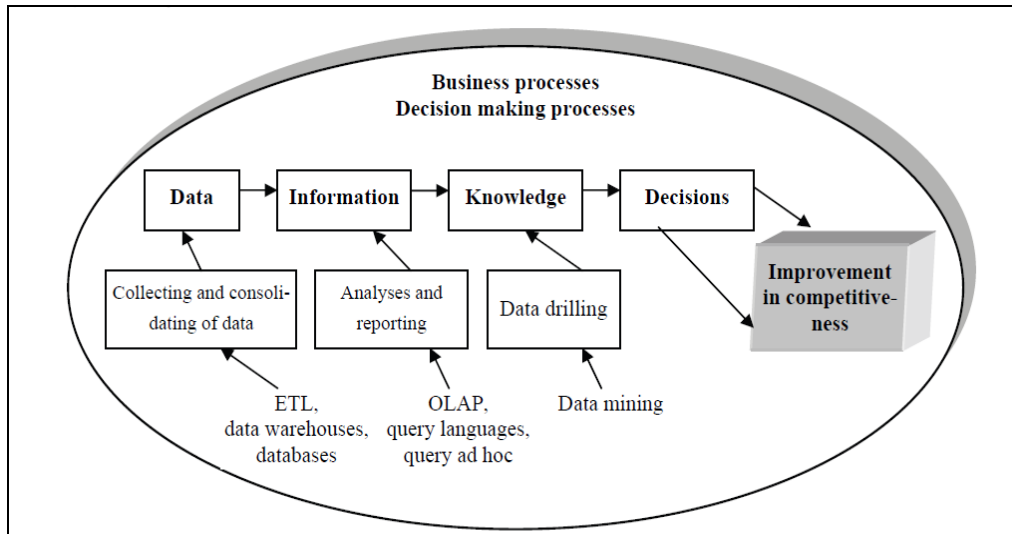 Business processes
Decision making processes
Data
Information
Knowledge
Decisions
Improvement
in competitive-
ness
Collecting and consoli-
dating of data
Analyses and
reporting
Data drilling
ETL,
data warehouses,
databases
OLAP,
query languages,
query ad hoc
Data mining